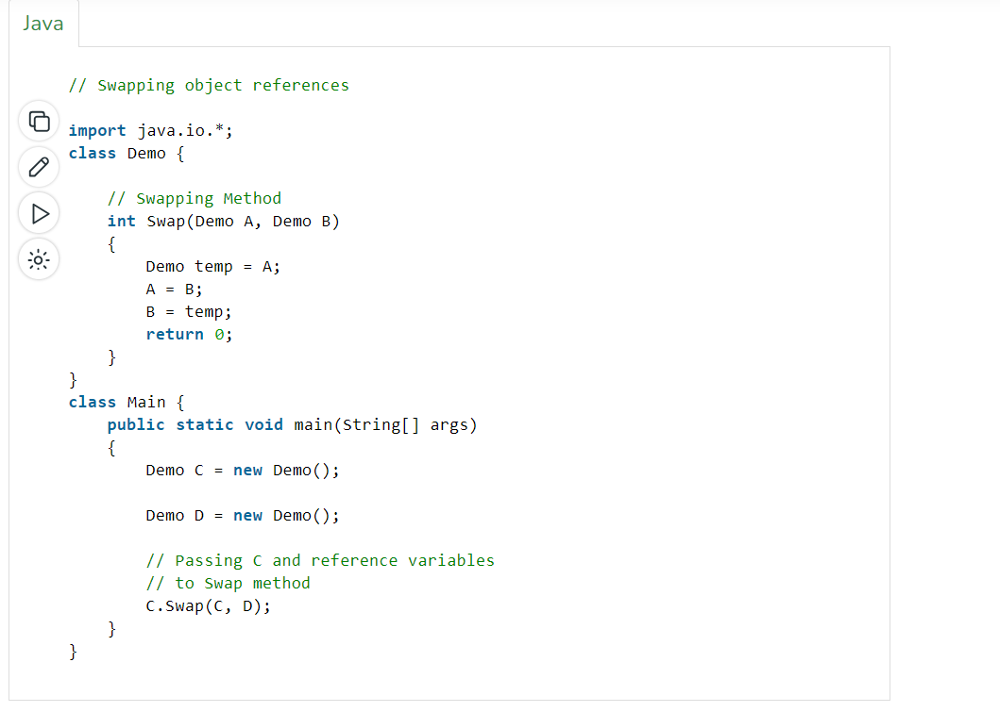 Java
// Swapping object references
import java.io.*;
class Demo {
// Swapping Method
int Swap(Demo A, Demo B)
{
Demo temp = A;
A = B;
B = temp;
return 0;
}
}
class Main {
public static void main(String[] args)
{
Demo C = new Demo();
Demo D = new Demo();
// Passing C and reference variables
// to Swap method
C.Swap(C, D);
}
}